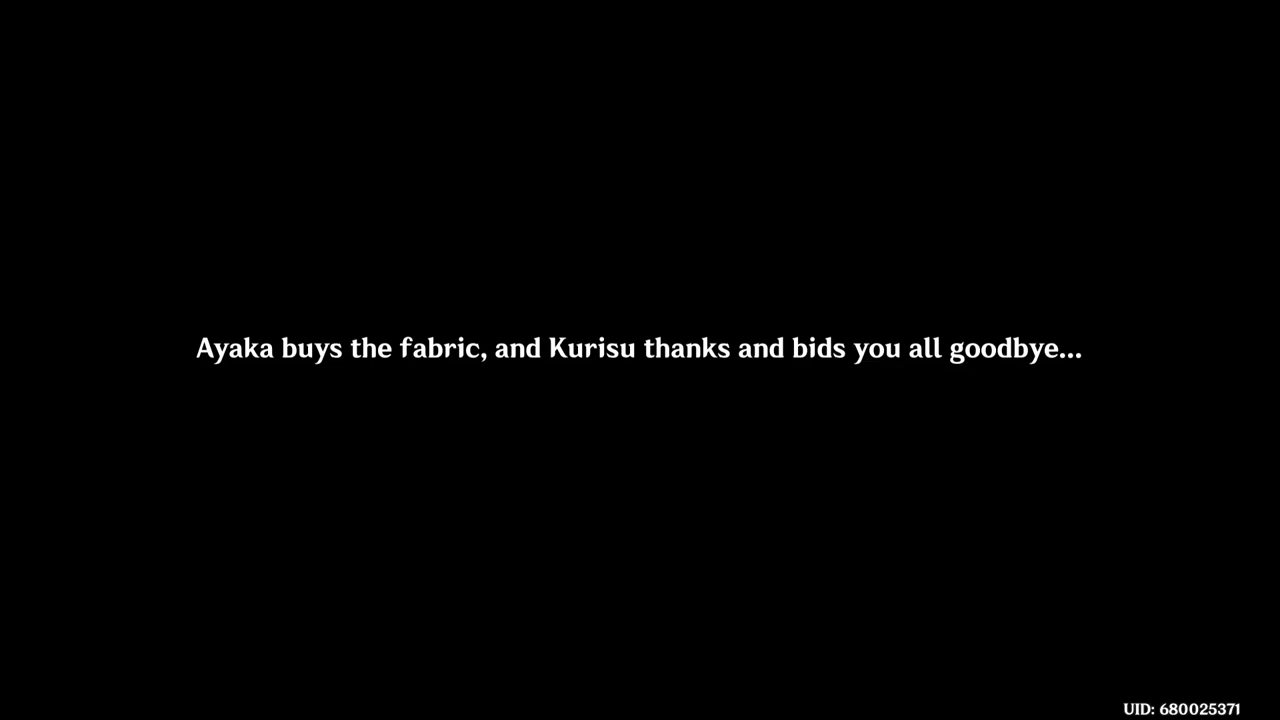 Ayaka buys the fabric, and Kurisu thanks and bids you all goodbye...
UID: 680025371